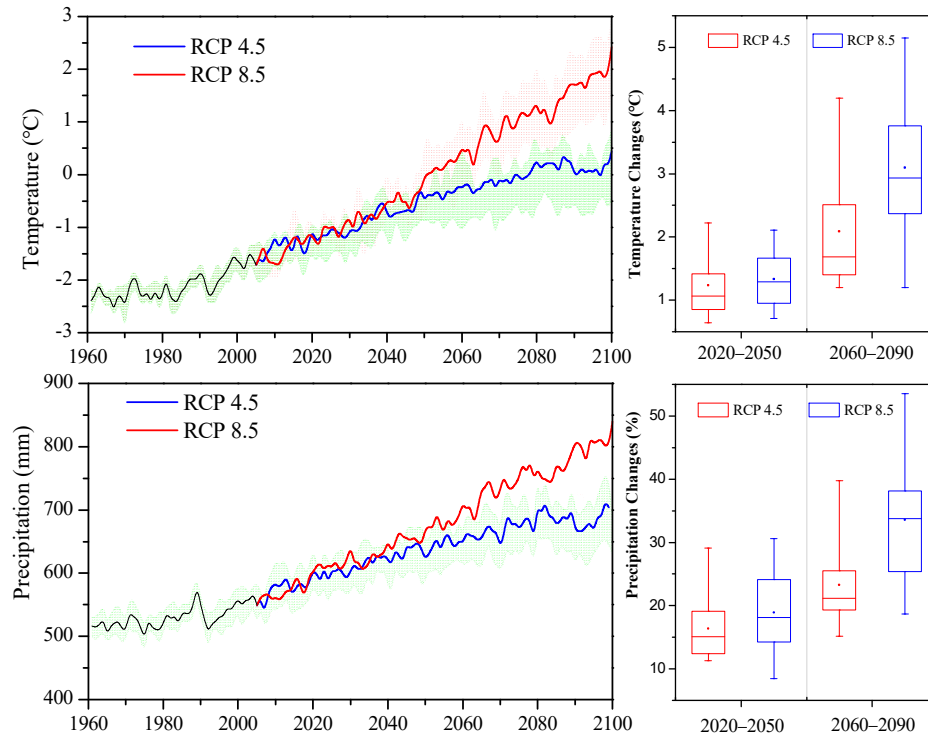 Temperature (°C)
3
2
1
0
-1
-2
-3
RCP 4.5
RCP 8.5
1960 1980 2000 2020 2040 2060 2080 2100
Temperature Changes (°C)
5
4
3
2
1
RCP 4.5 RCP 8.5
2020–2050 2060–2090
Precipitation (mm)
900
800
700
600
500
400
RCP 4.5
RCP 8.5
1960 1980 2000 2020 2040 2060 2080 2100
Precipitation Changes (%)
50
40
30
20
10
RCP 4.5 RCP 8.5
2020–2050 2060–2090